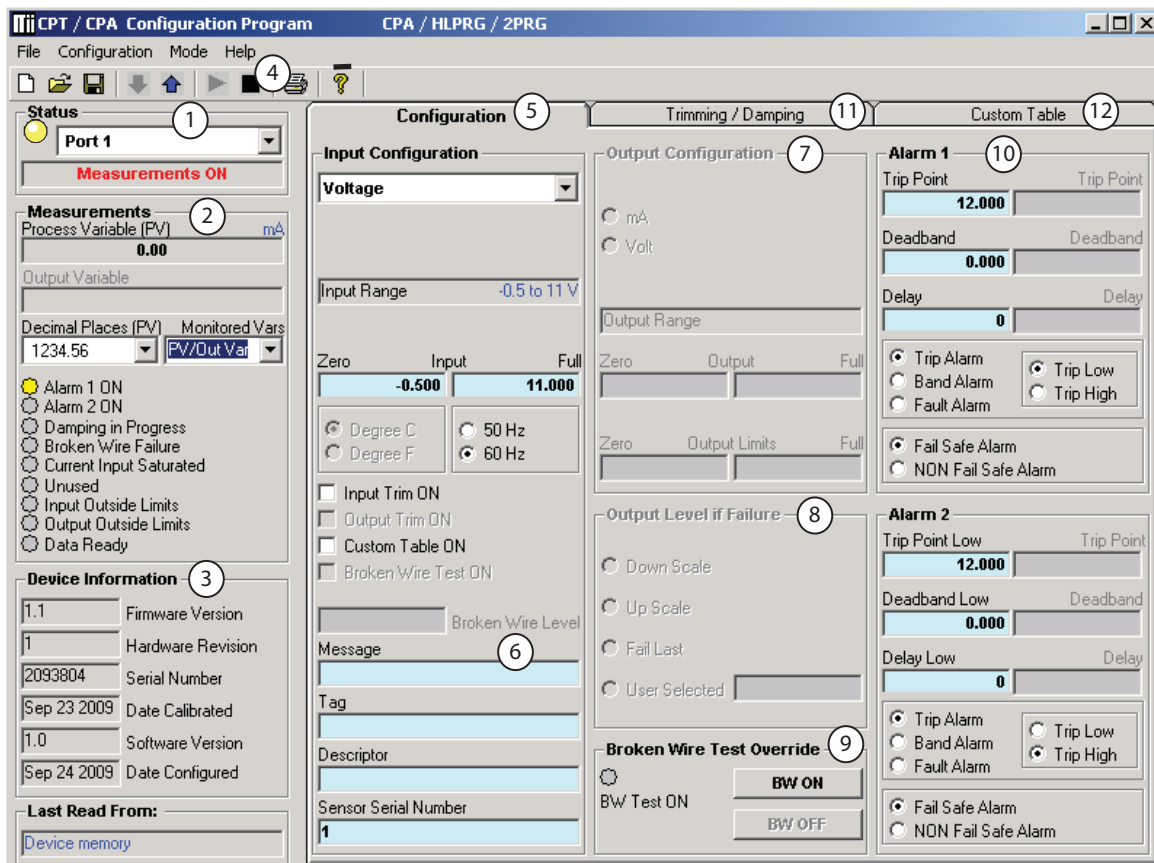 CPT / CPA Configuration Program CPA / HLPRG / 2PRG
File Configuration Mode Help
4
Status
1
Port 1
Measurements ON
Measurements
2
Process Variable (PV) mA
0.00
Output Variable
Decimal Places (PV) Monitored Vars
1234.56 PV/Out Var
Alarm 1 ON
Alarm 2 ON
Damping in Progress
Broken Wire Failure
Current Input Saturated
Unused
Input Outside Limits
Output Outside Limits
Data Ready
Device Information
3
1.1 Firmware Version
1 Hardware Revision
2093804 Serial Number
Sep 23 2009 Date Calibrated
1.0 Software Version
Sep 24 2009 Date Configured
Last Read From:
Device memory
Configuration 5
Trimming / Damping 11
Custom Table 12
Input Configuration
Voltage
Input Range -0.5 to 11 V
Zero Input Full
-0.500 11.000
Degree C
Degree F
50 Hz
60 Hz
Input Trim ON
Output Trim ON
Custom Table ON
Broken Wire Test ON
Broken Wire Level
6
Message
Tag
Descriptor
Sensor Serial Number
1
Output Configuration 7
mA
Volt
Output Range
Zero Output Full
Zero Output Limits Full
Output Level if Failure 8
Down Scale
Up Scale
Fail Last
User Selected
Broken Wire Test Override 9
BW Test ON
BW ON
BW OFF
Alarm 1 10
Trip Point Trip Point
12.000
Deadband Deadband
0.000
Delay Delay
0
Trip Alarm
Band Alarm
Fault Alarm
Trip Low
Trip High
Fail Safe Alarm
NON Fail Safe Alarm
Alarm 2
Trip Point Low Trip Point
12.000
Deadband Low Deadband
0.000
Delay Low Delay
0
Trip Alarm
Band Alarm
Fault Alarm
Trip Low
Trip High
Fail Safe Alarm
NON Fail Safe Alarm